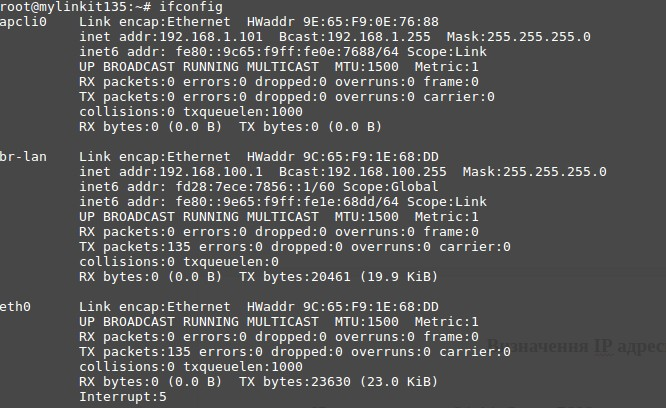 root@mylinkit135:~# ifconfig
apcli0    Link encap:Ethernet  HWaddr 9E:65:F9:0E:76:88
          inet addr:192.168.1.101  Bcast:192.168.1.255  Mask:255.255.255.0
          inet6 addr: fe80::9c65:f9ff:fe0e:7688/64 Scope:Link
          UP BROADCAST RUNNING MULTICAST  MTU:1500  Metric:1
          RX packets:0 errors:0 dropped:0 overruns:0 frame:0
          TX packets:0 errors:0 dropped:0 overruns:0 carrier:0
          collisions:0 txqueuelen:1000
          RX bytes:0 (0.0 B)  TX bytes:0 (0.0 B)
br-lan    Link encap:Ethernet  HWaddr 9C:65:F9:1E:68:DD
          inet addr:192.168.100.1  Bcast:192.168.100.255  Mask:255.255.255.0
          inet6 addr: fd28:7ece:7856::1/60 Scope:Global
          inet6 addr: fe80::9e65:f9ff:fe1e:68dd/64 Scope:Link
          UP BROADCAST RUNNING MULTICAST  MTU:1500  Metric:1
          RX packets:0 errors:0 dropped:0 overruns:0 frame:0
          TX packets:135 errors:0 dropped:0 overruns:0 carrier:0
          collisions:0 txqueuelen:0
          RX bytes:0 (0.0 B)  TX bytes:20461 (19.9 KiB)
eth0      Link encap:Ethernet  HWaddr 9C:65:F9:1E:68:DD
          UP BROADCAST RUNNING MULTICAST  MTU:1500  Metric:1
          RX packets:0 errors:0 dropped:0 overruns:0 frame:0
          TX packets:135 errors:0 dropped:0 overruns:0 carrier:0
          collisions:0 txqueuelen:1000
          RX bytes:0 (0.0 B)  TX bytes:23630 (23.0 KiB)
          Interrupt:5
Визначення IP адрес